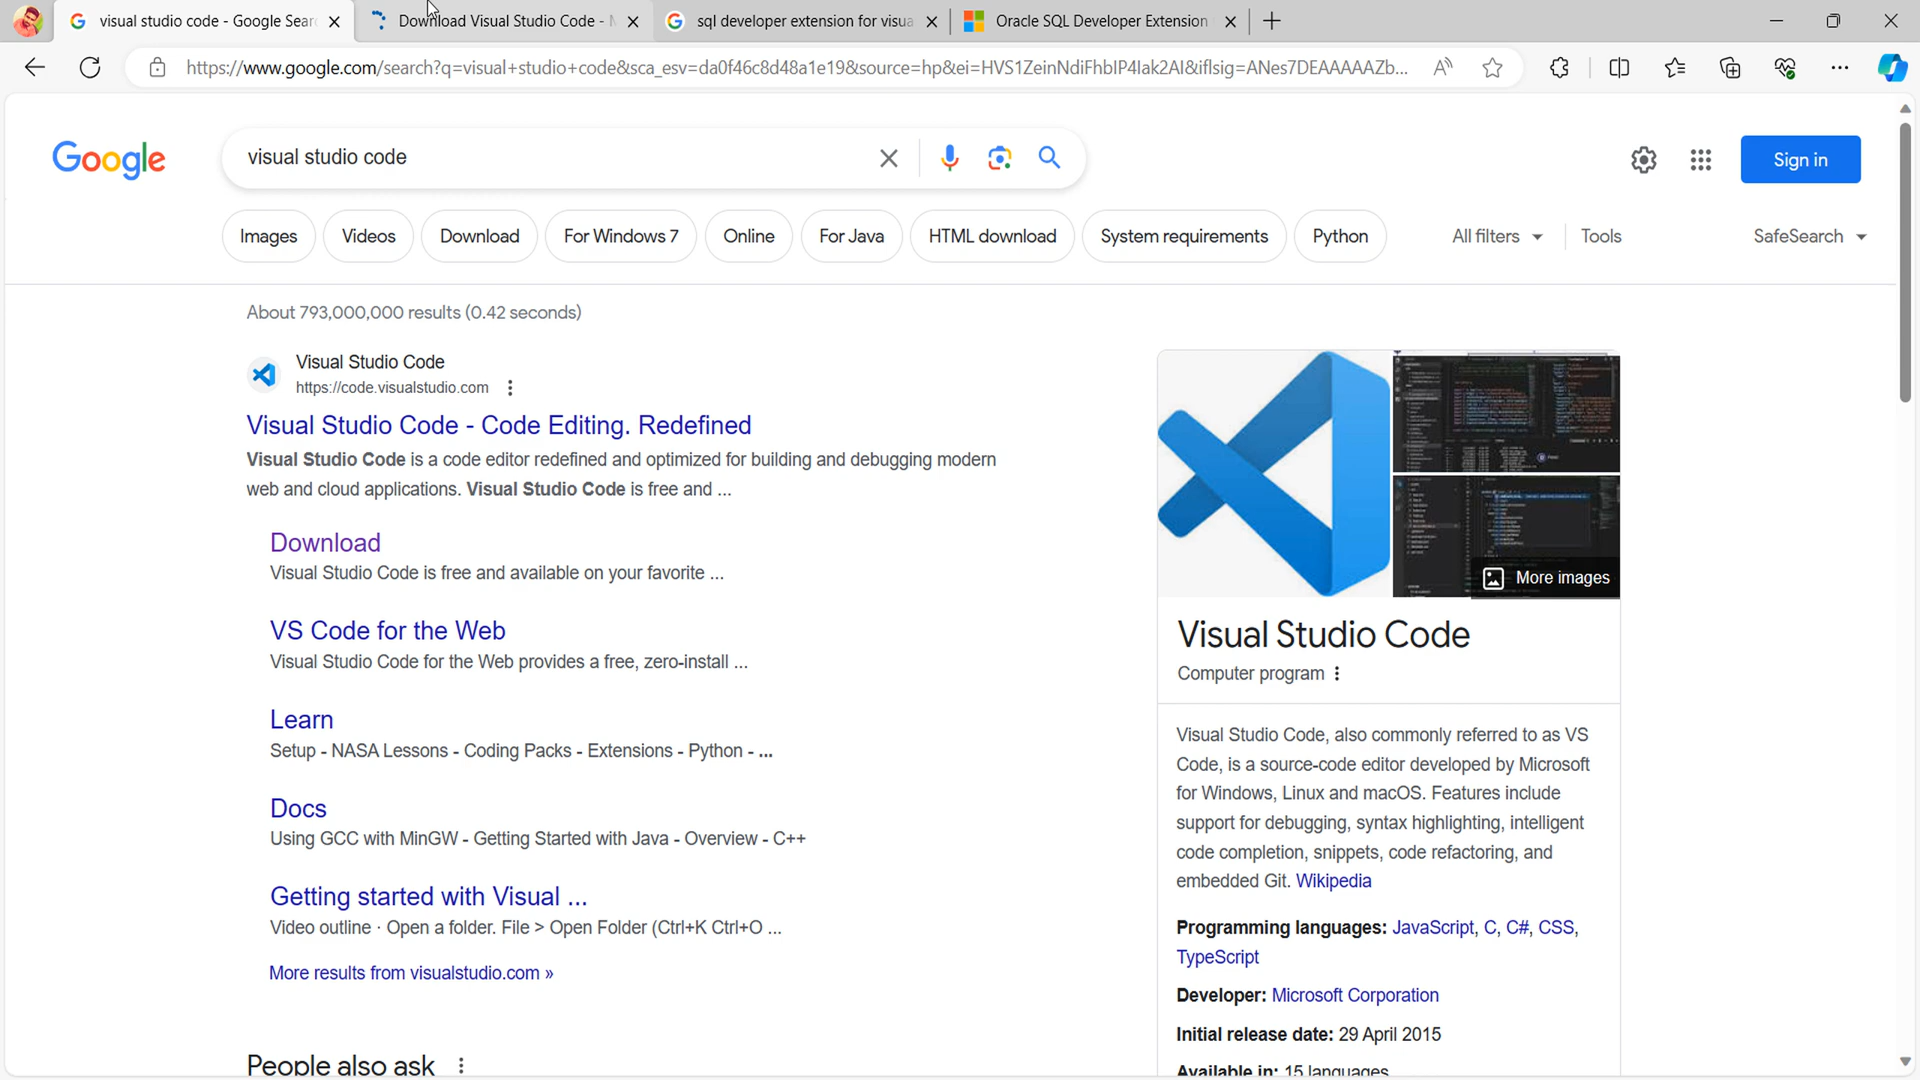 visual studio code - Google Sear
Download Visual Studio Code - M
sql developer extension for visua
Oracle SQL Developer Extension
https://www.google.com/search?q=visual+studio+code&sca_esv=da0f46c8d48a1e19&source=hp&ei=HVS1ZeinNdiFhbIP4Iak2AI&iflsig=ANes7DEAAAAAZb...
Google
visual studio code
Sign in
Images
Videos
Download
For Windows 7
Online
For Java
HTML download
System requirements
Python
All filters
Tools
SafeSearch
About 793,000,000 results (0.42 seconds)
Visual Studio Code
https://code.visualstudio.com
Visual Studio Code - Code Editing. Redefined
Visual Studio Code is a code editor redefined and optimized for building and debugging modern
web and cloud applications. Visual Studio Code is free and ...
Download
Visual Studio Code is free and available on your favorite ...
VS Code for the Web
Visual Studio Code for the Web provides a free, zero-install ...
Learn
Setup - NASA Lessons - Coding Packs - Extensions - Python - ...
Docs
Using GCC with MinGW - Getting Started with Java - Overview - C++
Getting started with Visual ...
Video outline · Open a folder. File > Open Folder (Ctrl+K Ctrl+O ...
More results from visualstudio.com »
People also ask
More images
Visual Studio Code
Computer program
Visual Studio Code, also commonly referred to as VS
Code, is a source-code editor developed by Microsoft
for Windows, Linux and macOS. Features include
support for debugging, syntax highlighting, intelligent
code completion, snippets, code refactoring, and
embedded Git. Wikipedia
Programming languages: JavaScript, C, C#, CSS,
TypeScript
Developer: Microsoft Corporation
Initial release date: 29 April 2015
Available in: 15 languages